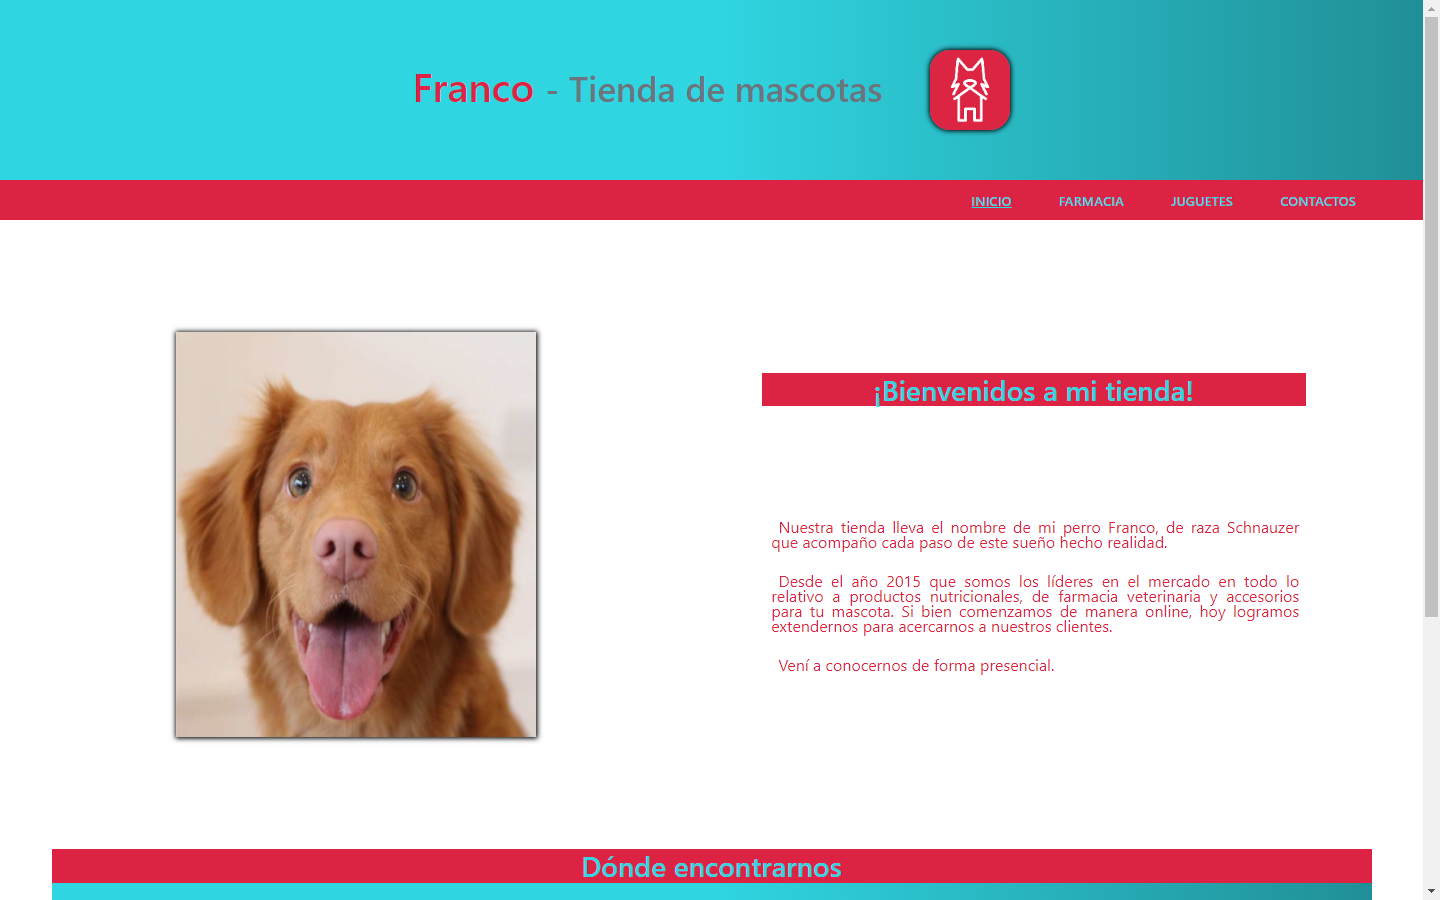 Franco - Tienda de mascotas
INICIO FARMACIA JUGUETES CONTACTOS
¡Bienvenidos a mi tienda!
Nuestra tienda lleva el nombre de mi perro Franco, de raza Schnauzer
que acompaño cada paso de este sueño hecho realidad.
Desde el año 2015 que somos los líderes en el mercado en todo lo
relativo a productos nutricionales, de farmacia veterinaria y accesorios
para tu mascota. Si bien comenzamos de manera online, hoy logramos
extendernos para acercarnos a nuestros clientes.
Vení a conocernos de forma presencial.
Dónde encontrarnos